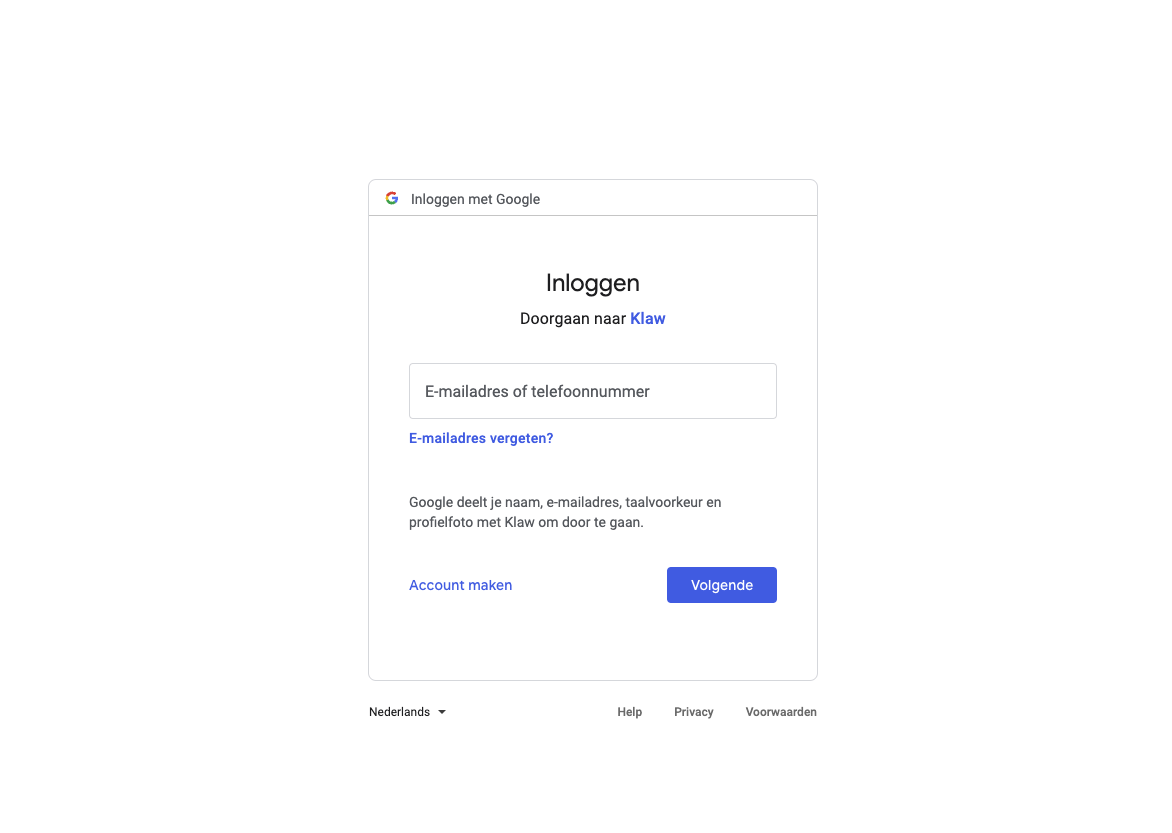 Inloggen met Google
Inloggen
Doorgaan naar Klaw
E-mailadres of telefoonnummer
E-mailadres vergeten?
Google deelt je naam, e-mailadres, taalvoorkeur en
profielfoto met Klaw om door te gaan.
Account maken
Volgende
Nederlands
Help
Privacy
Voorwaarden